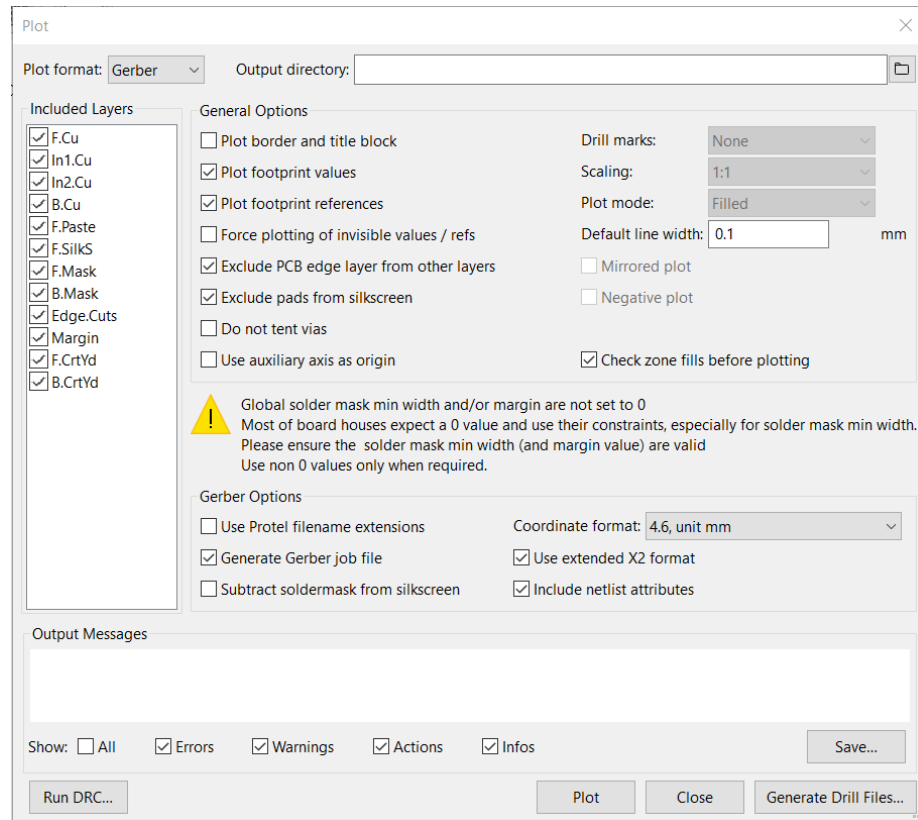 Plot
Plot format: Gerber Output directory:
Included Layers
F.Cu
In1.Cu
In2.Cu
B.Cu
F.Paste
F.SilkS
F.Mask
B.Mask
Edge.Cuts
Margin
F.CrtYd
B.CrtYd
General Options
Plot border and title block Drill marks: None
Plot footprint values Scaling: 1:1
Plot footprint references Plot mode: Filled
Force plotting of invisible values / refs Default line width: 0.1 mm
Exclude PCB edge layer from other layers Mirrored plot
Exclude pads from silkscreen Negative plot
Do not tent vias
Use auxiliary axis as origin Check zone fills before plotting
Global solder mask min width and/or margin are not set to 0
Most of board houses expect a 0 value and use their constraints, especially for solder mask min width.
Please ensure the solder mask min width (and margin value) are valid
Use non 0 values only when required.
Gerber Options
Use Protel filename extensions Coordinate format: 4.6, unit mm
Generate Gerber job file Use extended X2 format
Subtract soldermask from silkscreen Include netlist attributes
Output Messages
Show: All Errors Warnings Actions Infos Save...
Run DRC... Plot Close Generate Drill Files...